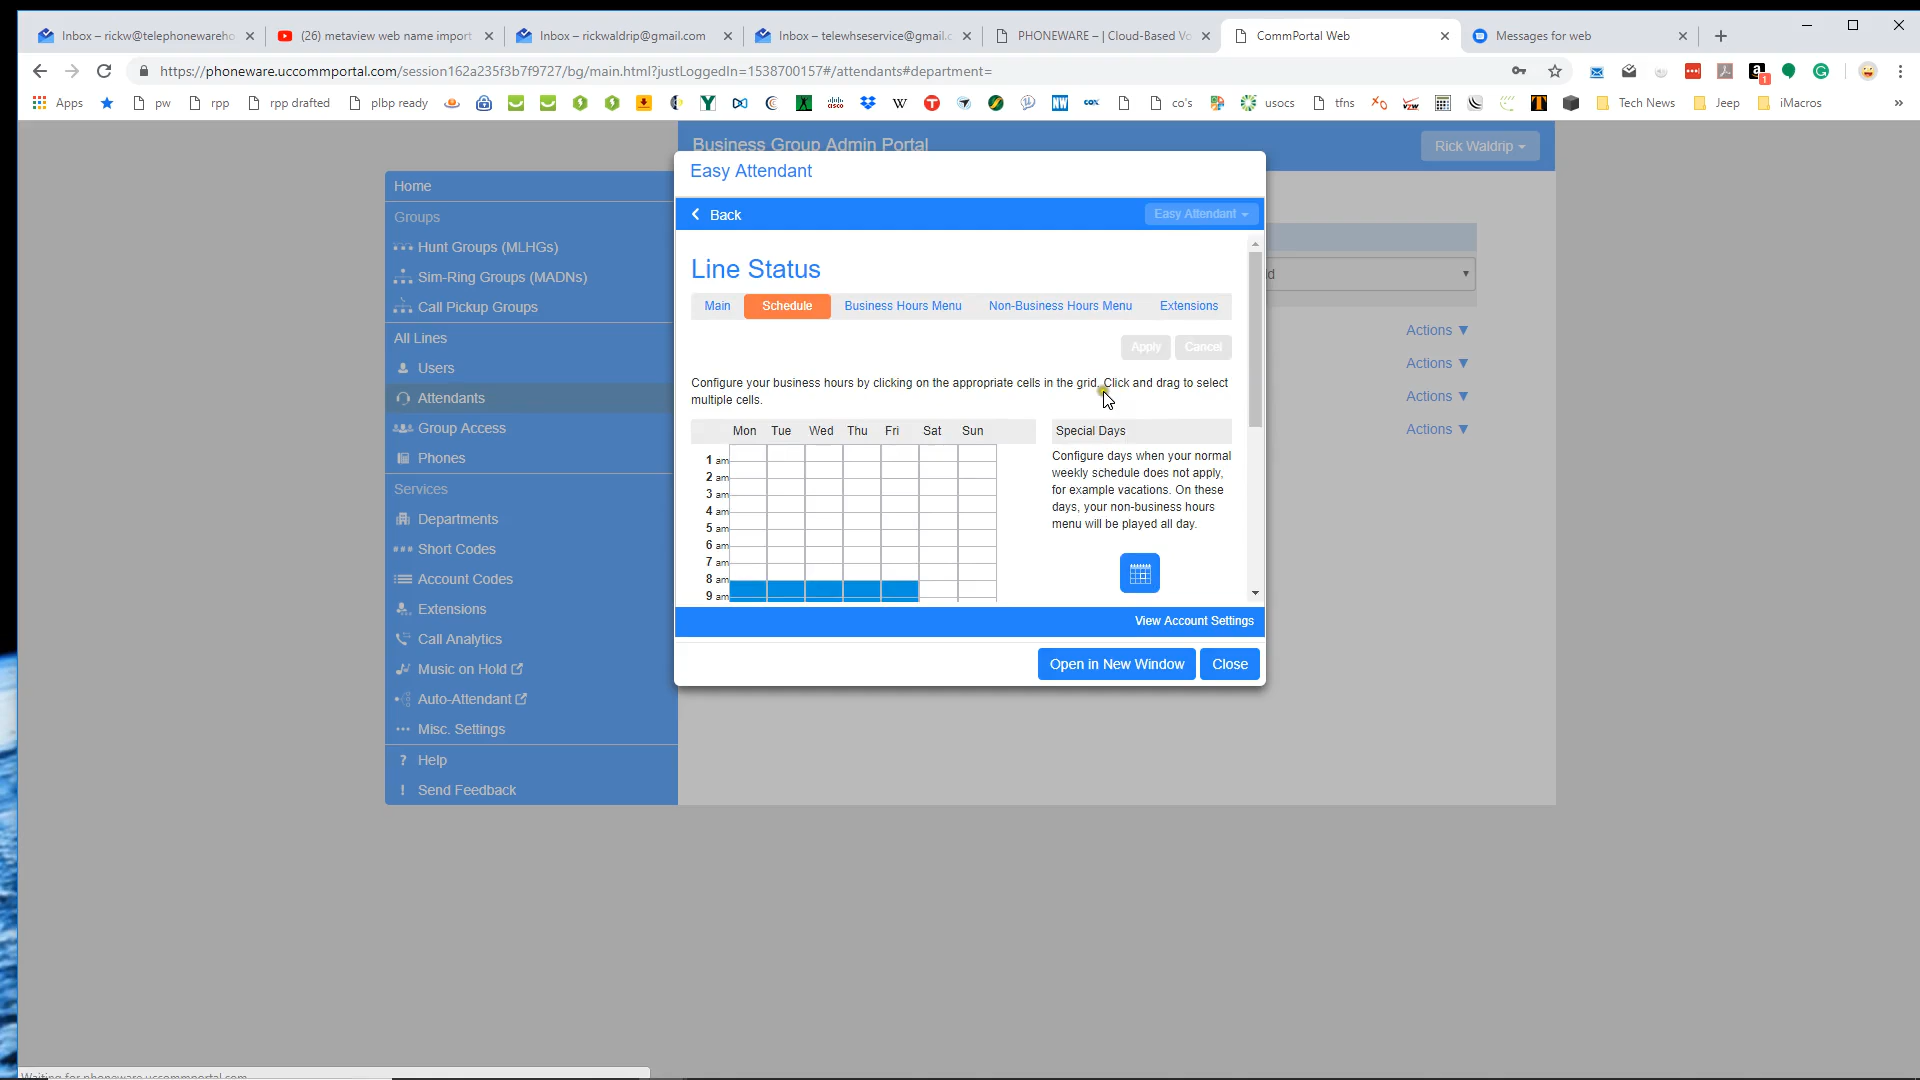 Inbox – rickw@telephonewareho
(26) metaview web name import
Inbox – rickwaldrip@gmail.com
Inbox – telewhseservice@gmail.c
PHONEWARE – | Cloud-Based Vo
CommPortal Web
Messages for web
https://phoneware.uccommportal.com/session162a235f3b7f9727/bg/main.html?justLoggedIn=1538700157#/attendants#department=
Apps
pw
rpp
rpp drafted
plbp ready
co's
usocs
tfns
Tech News
Jeep
iMacros
Business Group Admin Portal
Rick Waldrip
Home
Groups
Hunt Groups (MLHGs)
Sim-Ring Groups (MADNs)
Call Pickup Groups
All Lines
Users
Attendants
Group Access
Phones
Services
Departments
Short Codes
Account Codes
Extensions
Call Analytics
Music on Hold
Auto-Attendant
Misc. Settings
Help
Send Feedback
Easy Attendant
Back
Easy Attendant
Line Status
Main Schedule Business Hours Menu Non-Business Hours Menu Extensions
Apply Cancel
Configure your business hours by clicking on the appropriate cells in the grid. Click and drag to select
multiple cells.
Mon Tue Wed Thu Fri Sat Sun
1 am
2 am
3 am
4 am
5 am
6 am
7 am
8 am
9 am
Special Days
Configure days when your normal
weekly schedule does not apply,
for example vacations. On these
days, your non-business hours
menu will be played all day.
View Account Settings
Open in New Window Close
Actions ▼
Actions ▼
Actions ▼
Actions ▼
Waiting for phoneware.uccommportal.com